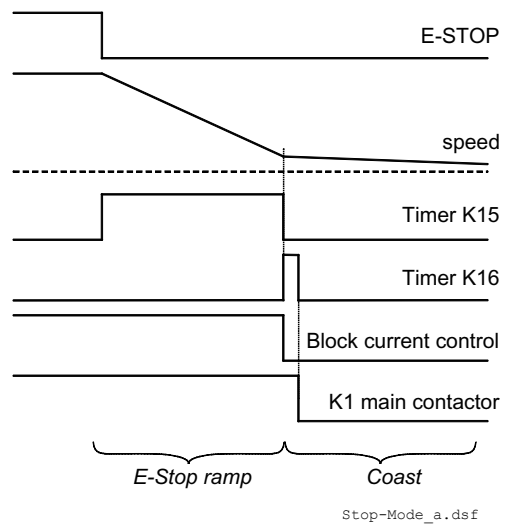 E-STOP
speed
Timer K15
Timer K16
Block current control
K1 main contactor
E-Stop ramp
Coast
Stop-Mode_a.dsf